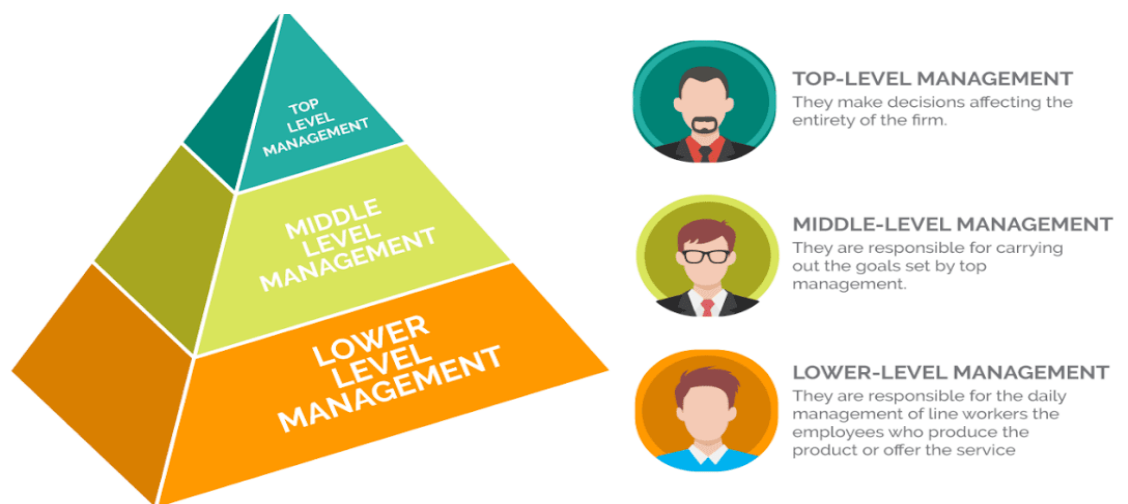 TOP
LEVEL
MANAGEMENT
MIDDLE
LEVEL
MANAGEMENT
LOWER
LEVEL
MANAGEMENT
TOP-LEVEL MANAGEMENT
They make decisions affecting the
entirety of the firm.
MIDDLE-LEVEL MANAGEMENT
They are responsible for carrying
out the goals set by top
management.
LOWER-LEVEL MANAGEMENT
They are responsible for the daily
management of line workers the
employees who produce the
product or offer the service